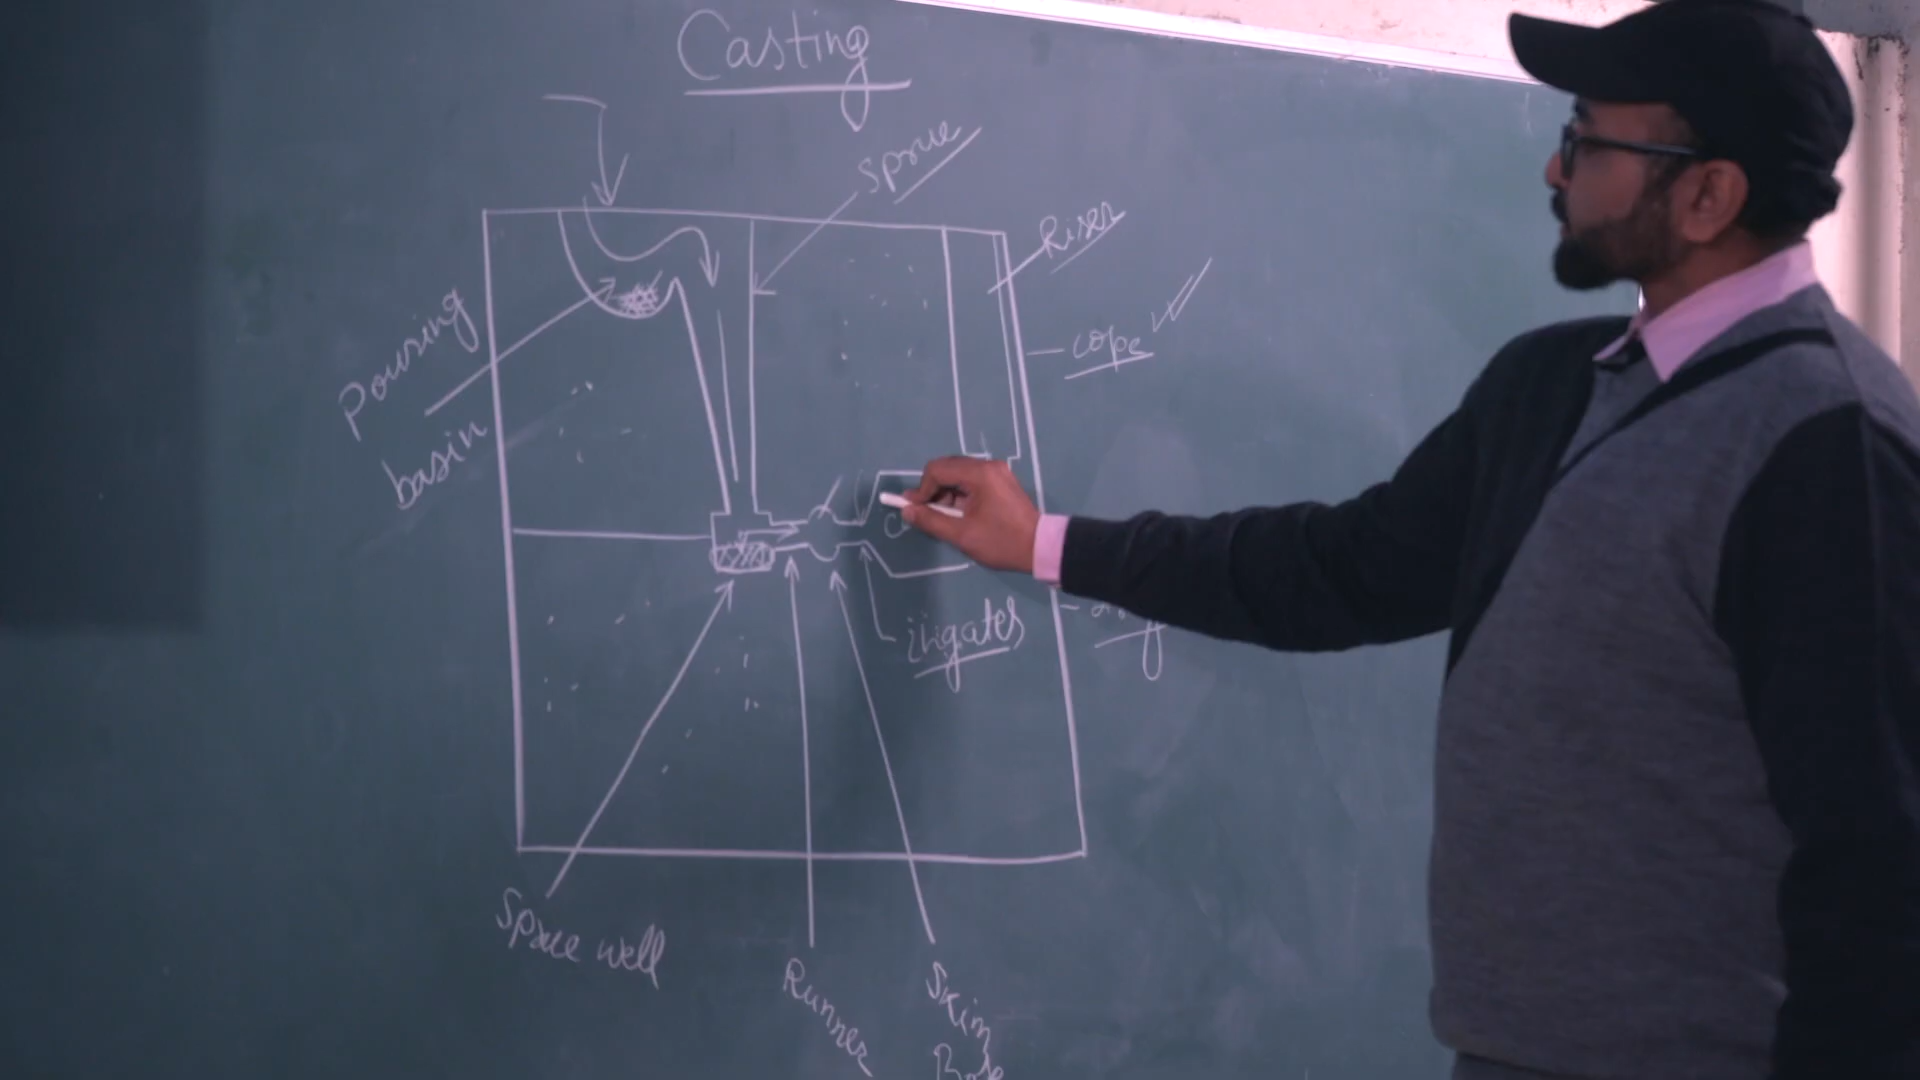 Casting
sprue
Riser
cope
Pouring
basin
ingates
Sprue well
Runner
Skim